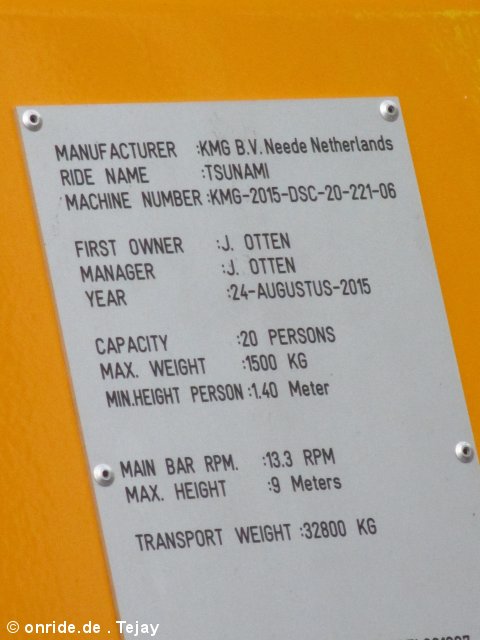 MANUFACTURER :KMG B.V. Neede Netherlands
RIDE NAME :TSUNAMI
MACHINE NUMBER :KMG-2015-DSC-20-221-06
FIRST OWNER :J. OTTEN
MANAGER :J. OTTEN
YEAR :24-AUGUSTUS-2015
CAPACITY :20 PERSONS
MAX. WEIGHT :1500 KG
MIN.HEIGHT PERSON :1.40 Meter
MAIN BAR RPM. :13.3 RPM
MAX. HEIGHT :9 Meters
TRANSPORT WEIGHT :32800 KG
© onride.de . Tejay